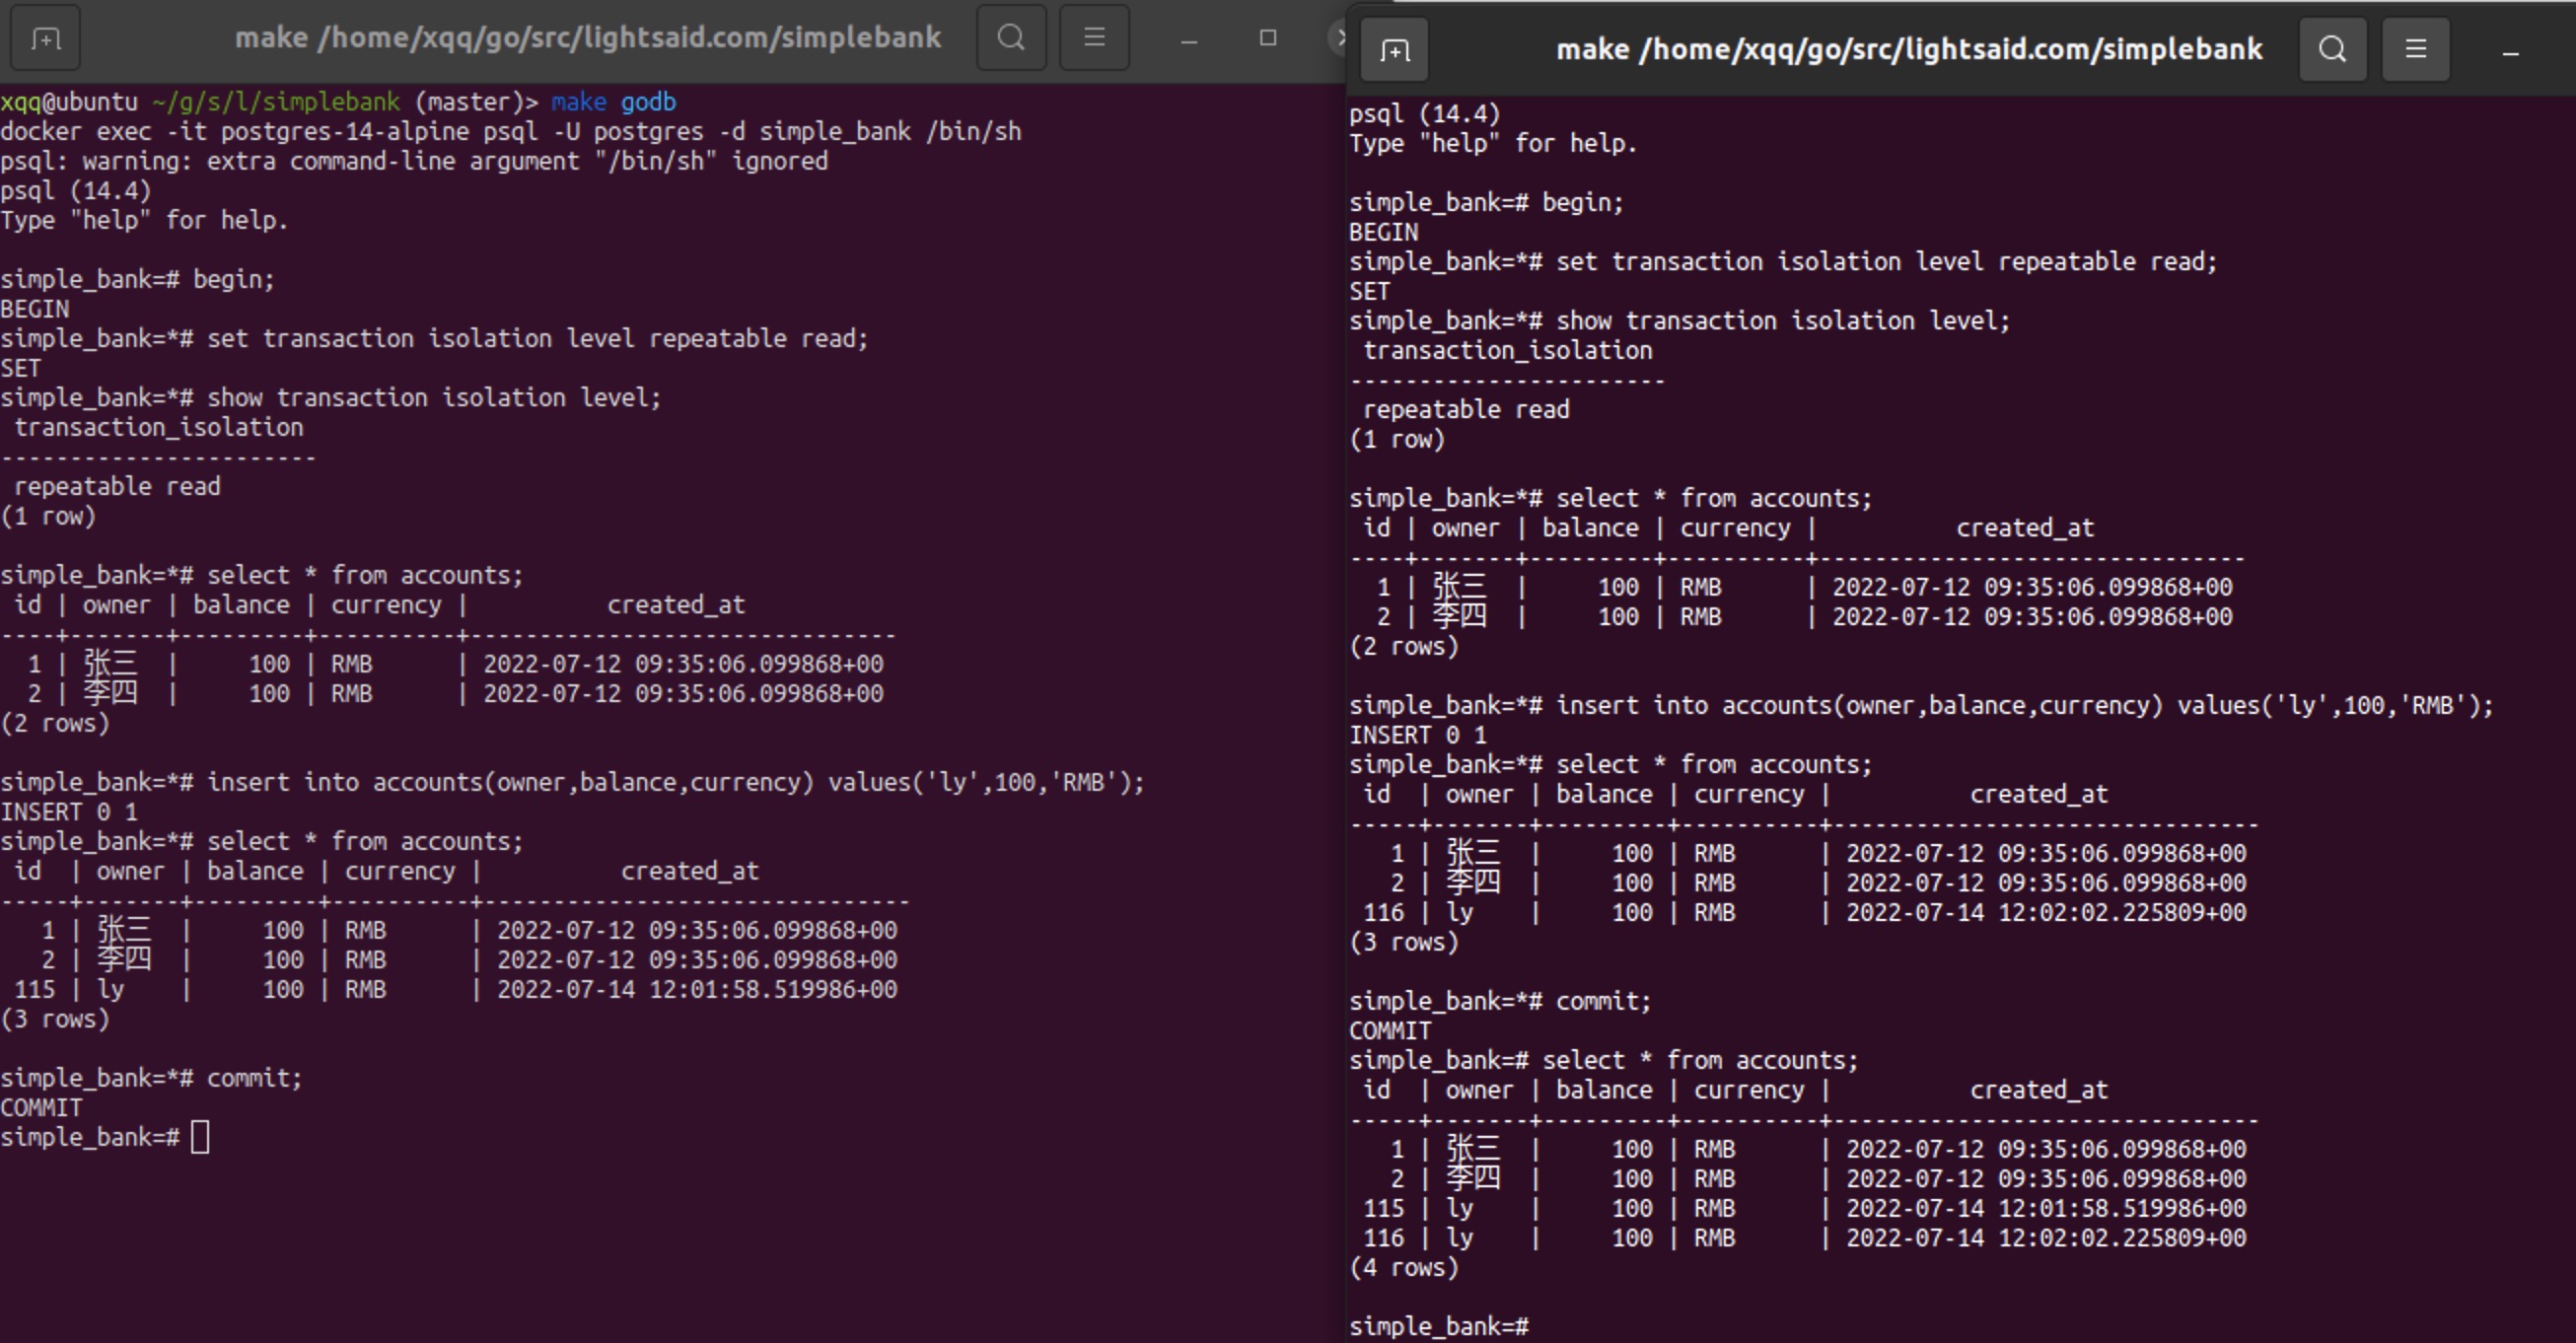 make /home/xqq/go/src/lightsaid.com/simplebank
xqq@ubuntu ~/g/s/l/simplebank (master)> make godb
docker exec -it postgres-14-alpine psql -U postgres -d simple_bank /bin/sh
psql: warning: extra command-line argument "/bin/sh" ignored
psql (14.4)
Type "help" for help.
simple_bank=# begin;
BEGIN
simple_bank=*# set transaction isolation level repeatable read;
SET
simple_bank=*# show transaction isolation level;
 transaction_isolation
-----------------------
 repeatable read
(1 row)
simple_bank=*# select * from accounts;
 id | owner | balance | currency |          created_at
----+-------+---------+----------+-------------------------------
  1 | 张三  |     100 | RMB      | 2022-07-12 09:35:06.099868+00
  2 | 李四  |     100 | RMB      | 2022-07-12 09:35:06.099868+00
(2 rows)
simple_bank=*# insert into accounts(owner,balance,currency) values('ly',100,'RMB');
INSERT 0 1
simple_bank=*# select * from accounts;
 id  | owner | balance | currency |          created_at
-----+-------+---------+----------+-------------------------------
   1 | 张三  |     100 | RMB      | 2022-07-12 09:35:06.099868+00
   2 | 李四  |     100 | RMB      | 2022-07-12 09:35:06.099868+00
 115 | ly    |     100 | RMB      | 2022-07-14 12:01:58.519986+00
(3 rows)
simple_bank=*# commit;
COMMIT
simple_bank=#
make /home/xqq/go/src/lightsaid.com/simplebank
psql (14.4)
Type "help" for help.
simple_bank=# begin;
BEGIN
simple_bank=*# set transaction isolation level repeatable read;
SET
simple_bank=*# show transaction isolation level;
 transaction_isolation
-----------------------
 repeatable read
(1 row)
simple_bank=*# select * from accounts;
 id | owner | balance | currency |          created_at
----+-------+---------+----------+-------------------------------
  1 | 张三  |     100 | RMB      | 2022-07-12 09:35:06.099868+00
  2 | 李四  |     100 | RMB      | 2022-07-12 09:35:06.099868+00
(2 rows)
simple_bank=*# insert into accounts(owner,balance,currency) values('ly',100,'RMB');
INSERT 0 1
simple_bank=*# select * from accounts;
 id  | owner | balance | currency |          created_at
-----+-------+---------+----------+-------------------------------
   1 | 张三  |     100 | RMB      | 2022-07-12 09:35:06.099868+00
   2 | 李四  |     100 | RMB      | 2022-07-12 09:35:06.099868+00
 116 | ly    |     100 | RMB      | 2022-07-14 12:02:02.225809+00
(3 rows)
simple_bank=*# commit;
COMMIT
simple_bank=# select * from accounts;
 id  | owner | balance | currency |          created_at
-----+-------+---------+----------+-------------------------------
   1 | 张三  |     100 | RMB      | 2022-07-12 09:35:06.099868+00
   2 | 李四  |     100 | RMB      | 2022-07-12 09:35:06.099868+00
 115 | ly    |     100 | RMB      | 2022-07-14 12:01:58.519986+00
 116 | ly    |     100 | RMB      | 2022-07-14 12:02:02.225809+00
(4 rows)
simple_bank=#